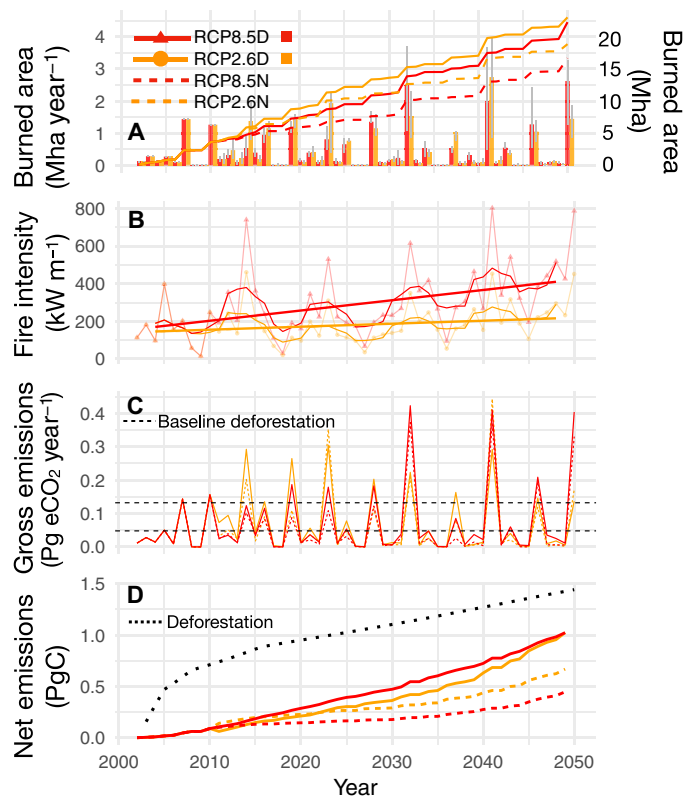 RCP8.5D
RCP2.6D
RCP8.5N
RCP2.6N
A
Burned area
(Mha year⁻¹)
4
3
2
1
0
20
15
10
5
0
Burned area
(Mha)
B
Fire intensity
(kW m⁻¹)
800
600
400
200
0
C
Baseline deforestation
Gross emissions
(Pg eCO₂ year⁻¹)
0.4
0.3
0.2
0.1
0.0
D
Deforestation
Net emissions
(PgC)
1.5
1.0
0.5
0.0
2000 2010 2020 2030 2040 2050
Year